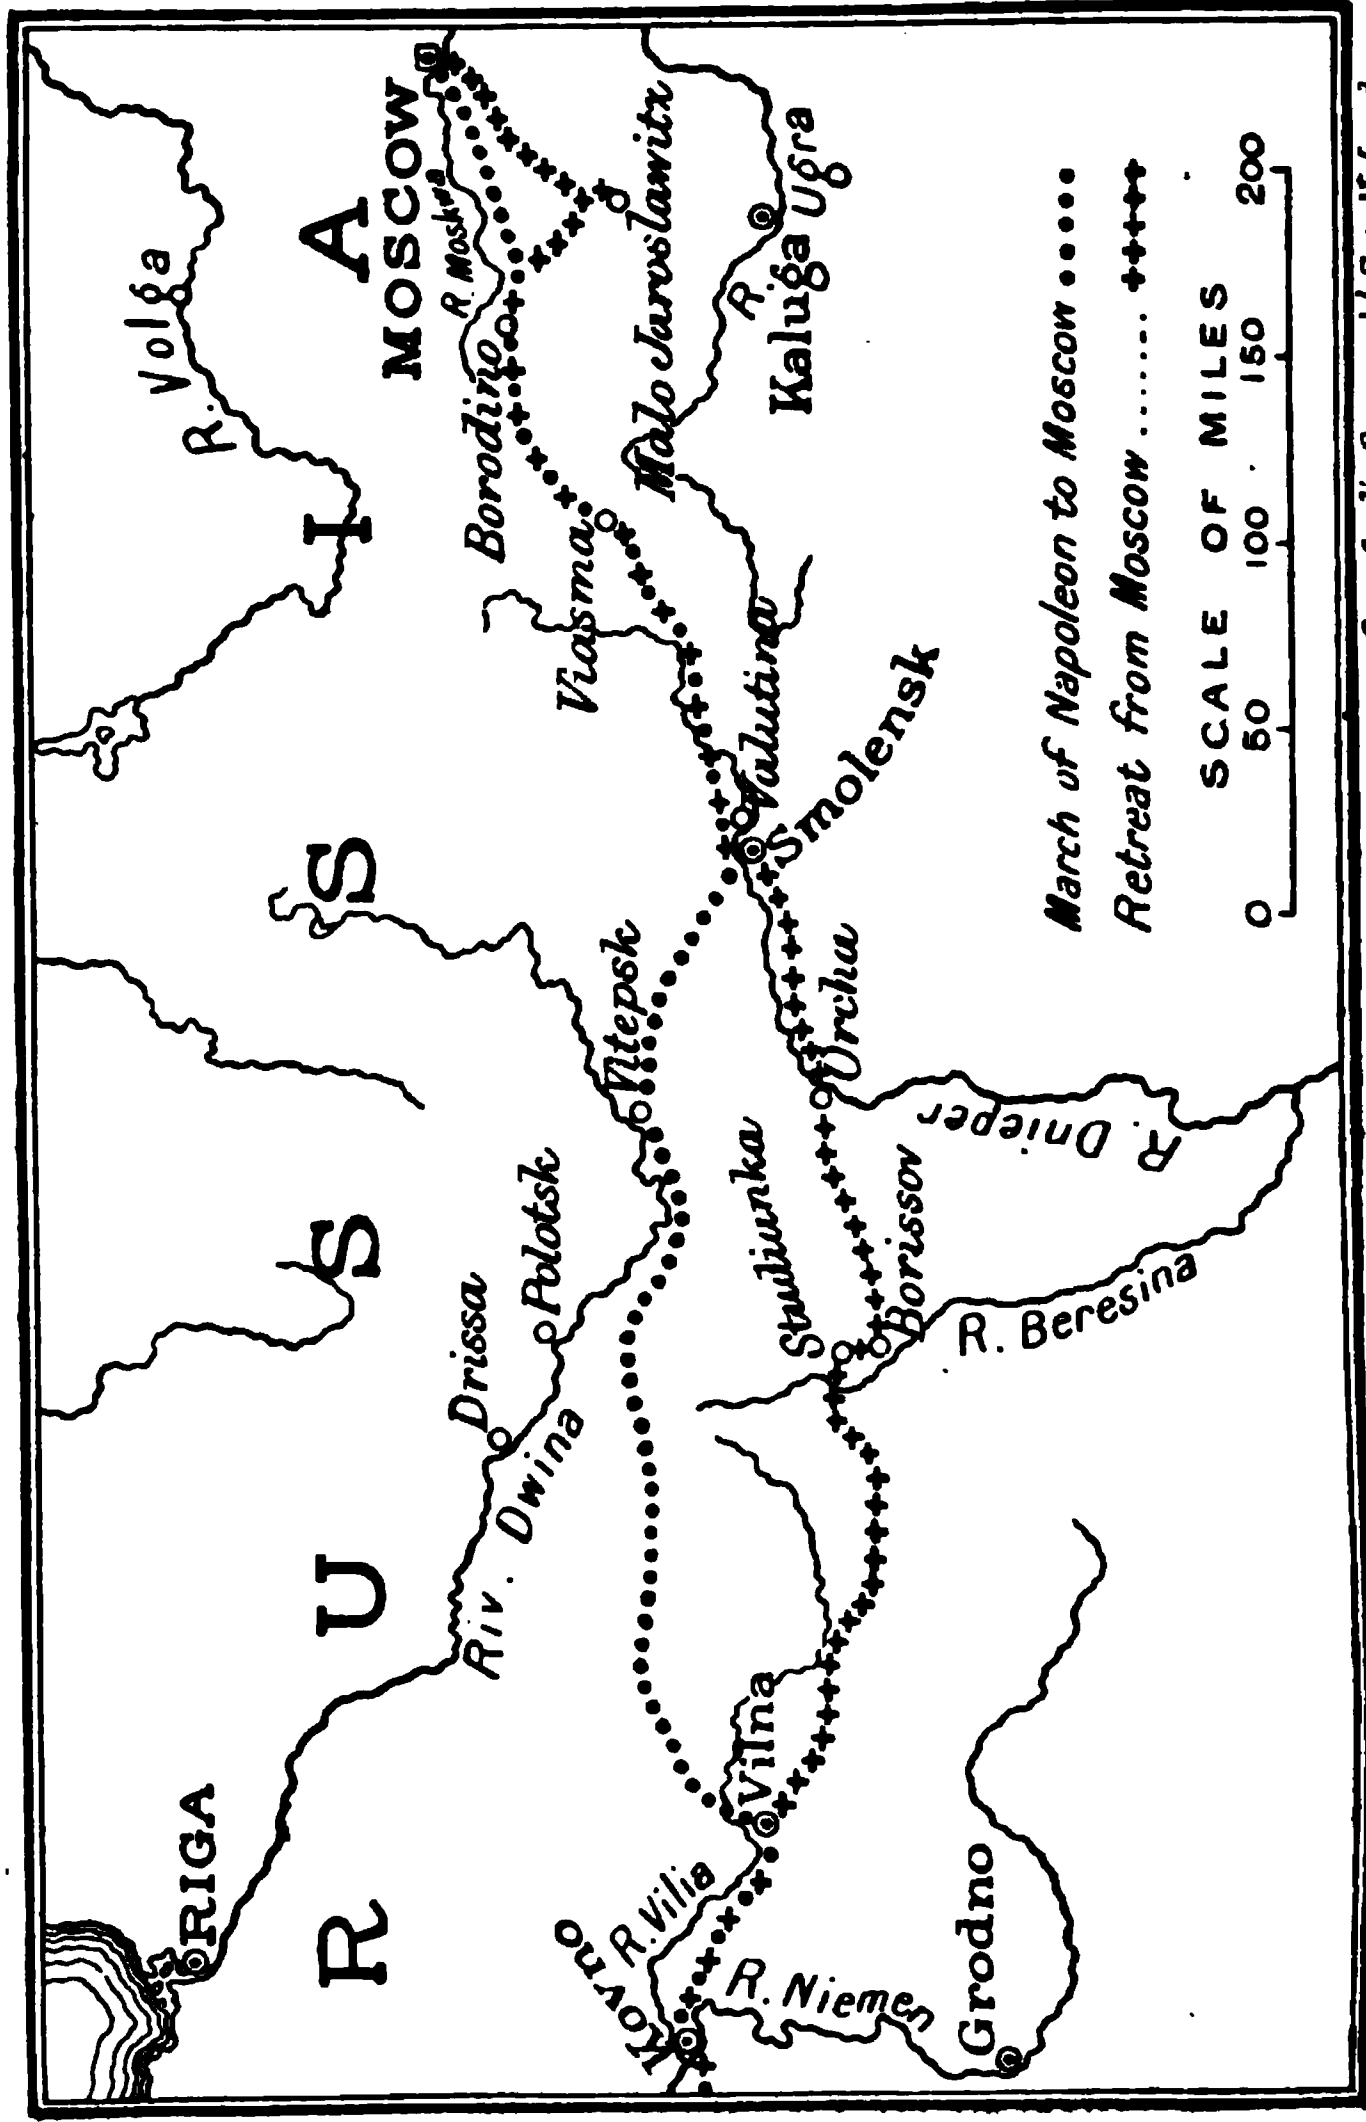 RUSSIA
RIGA
R. Volga
MOSCOW
R. Moskwa
Drissa
Polotsk
Riv. Dwina
Vitepsk
Borodino
Viasma
Malo Jaroslawitz
R. Ugra
Kaluga
Valutina
Smolensk
Orcha
Studiunka
Borissov
R. Dnieper
R. Beresina
Kovno
R. Vilia
Vilna
R. Niemen
Grodno
March of Napoleon to Moscow
Retreat from Moscow
SCALE OF MILES
0 50 100 150 200